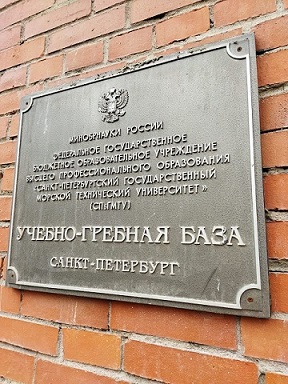 МИНОБРНАУКИ РОССИИ
ФЕДЕРАЛЬНОЕ ГОСУДАРСТВЕННОЕ
БЮДЖЕТНОЕ ОБРАЗОВАТЕЛЬНОЕ УЧРЕЖДЕНИЕ
ВЫСШЕГО ПРОФЕССИОНАЛЬНОГО ОБРАЗОВАНИЯ
«САНКТ-ПЕТЕРБУРГСКИЙ ГОСУДАРСТВЕННЫЙ
МОРСКОЙ ТЕХНИЧЕСКИЙ УНИВЕРСИТЕТ»
(СПбГМТУ)
УЧЕБНО-ГРЕБНАЯ БАЗА
САНКТ-ПЕТЕРБУРГ